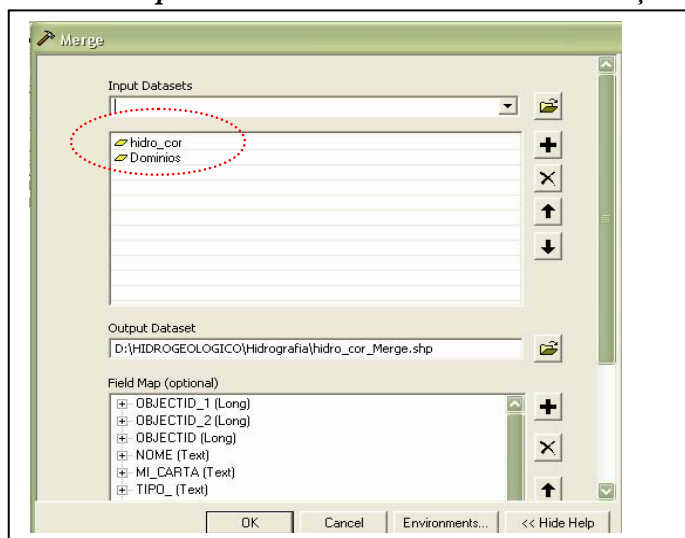 Merge
Input Datasets
hidro_cor
Dominios
Output Dataset
D:\HIDROGEOLOGICO\Hidrografia\hidro_cor_Merge.shp
Field Map (optional)
OBJECTID_1 (Long)
OBJECTID_2 (Long)
OBJECTID (Long)
NOME (Text)
MI_CARTA (Text)
TIPO_ (Text)
OK Cancel Environments... << Hide Help